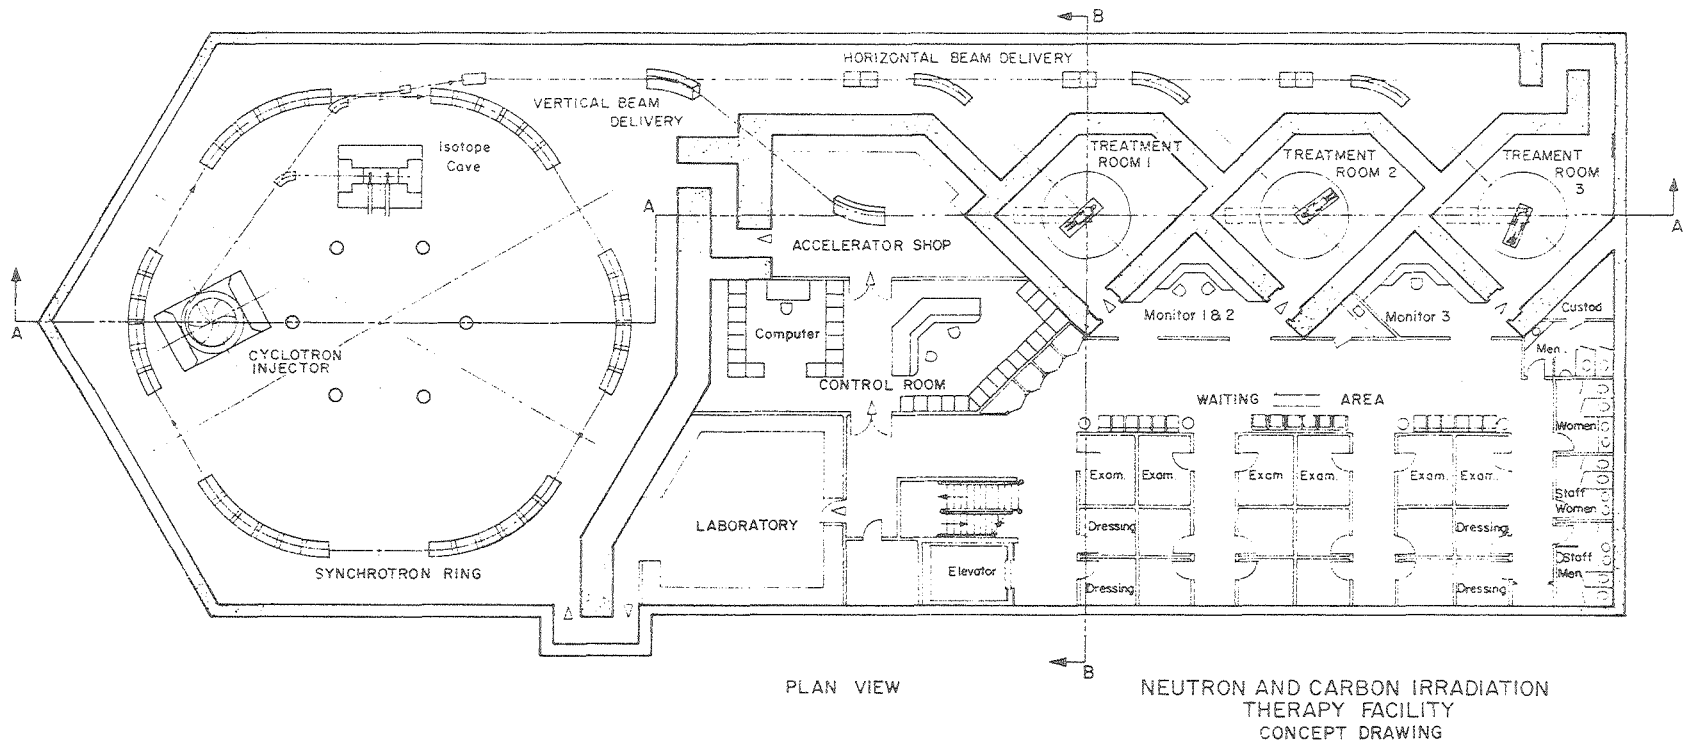 B
HORIZONTAL BEAM DELIVERY
VERTICAL BEAM
DELIVERY
Isotope
Cave
TREATMENT
ROOM 1
TREATMENT
ROOM 2
TREAMENT
ROOM
3
A
A
ACCELERATOR SHOP
A
CYCLOTRON
INJECTOR
Computer
Monitor 1 & 2
Monitor 3
Custod
Men
CONTROL ROOM
WAITING AREA
Women
Exam.
Exam.
Exam
Exam.
Exam.
Exam.
Staff
Women
LABORATORY
Dressing
Dressing
SYNCHROTRON RING
Elevator
Staff
Men
Dressing
Dressing
B
PLAN VIEW
NEUTRON AND CARBON IRRADIATION
THERAPY FACILITY
CONCEPT DRAWING